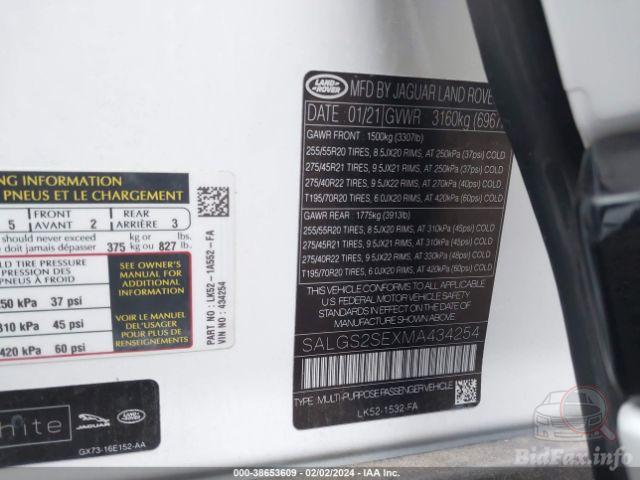 NG INFORMATION
PNEUS ET LE CHARGEMENT
5 FRONT AVANT 2 REAR ARRIÈRE 3
should never exceed kg or lbs.
doit jamais dépasser 375 kg ou 827 lb.
D TIRE PRESSURE
PRESSION DES
PNEUS À FROID
250 kPa 37 psi
310 kPa 45 psi
420 kPa 60 psi
SEE OWNER'S
MANUAL FOR
ADDITIONAL
INFORMATION
VOIR LE MANUEL
DE L'USAGER
POUR PLUS DE
RENSEIGNEMENTS
PART NO : LK52-1A552-FA
VIN NO : 434254
hite
JAGUAR
LAND ROVER
GX73-16E152-AA
LAND ROVER
MFD BY JAGUAR LAND ROVE
DATE 01/21 GVWR 3160kg (6967
GAWR FRONT 1500kg (3307lb)
255/55R20 TIRES, 8.5JX20 RIMS, AT 250kPa (37psi) COLD
275/45R21 TIRES, 9.5JX21 RIMS, AT 250kPa (37psi) COLD
275/40R22 TIRES, 9.5JX22 RIMS, AT 270kPa (40psi) COLD
T195/70R20 TIRES, 6.0JX20 RIMS, AT 420kPa (60psi) COLD
GAWR REAR: 1775kg (3913lb)
255/55R20 TIRES, 8.5JX20 RIMS, AT 310kPa (45psi) COLD
275/45R21 TIRES, 9.5JX21 RIMS, AT 310kPa (45psi) COLD
275/40R22 TIRES, 9.5JX22 RIMS, AT 330kPa (48psi) COLD
T195/70R20 TIRES, 6.0JX20 RIMS, AT 420kPa (60psi) COLD
THIS VEHICLE CONFORMS TO ALL APPLICABLE
U.S FEDERAL MOTOR VEHICLE SAFETY
STANDARDS IN EFFECT ON THE DATE OF
MANUFACTURE SHOWN ABOVE.
SALGS2SEXMA434254
TYPE: MULTI-PURPOSE PASSENGER VEHICLE
LK52-1532-FA
BidFax.info
© 38653609 - 02/02/2024 - IAA Inc.